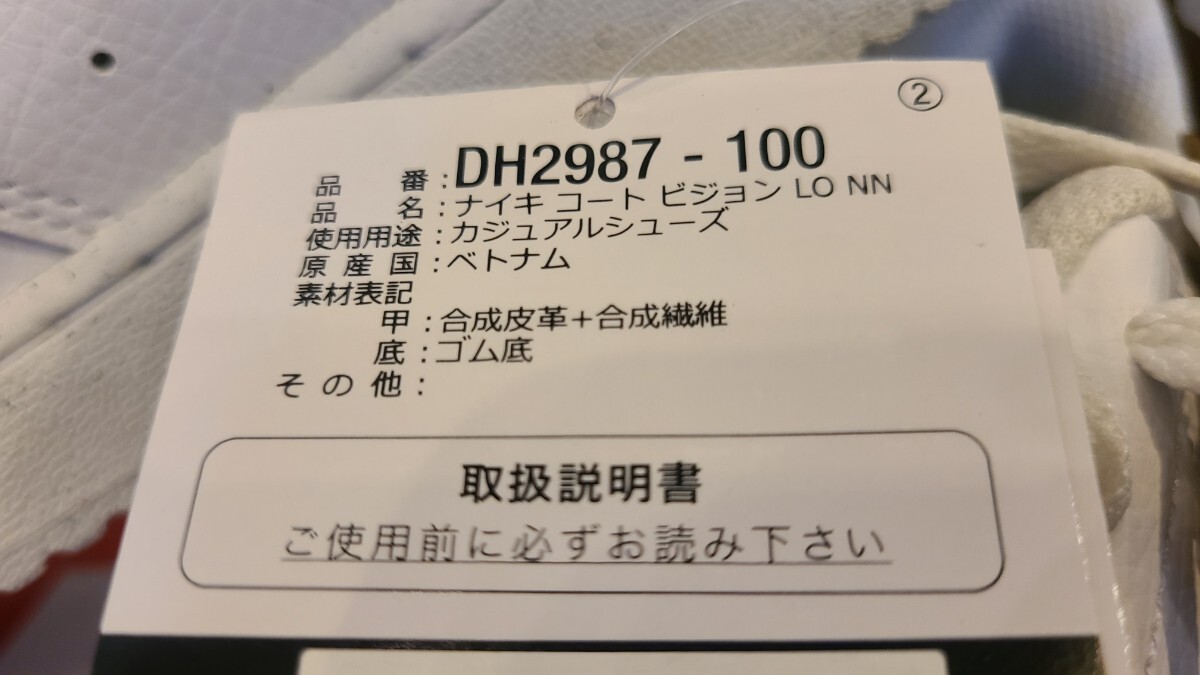 ②
品番:DH2987 - 100
品名:ナイキ コート ビジョン LO NN
使用用途:カジュアルシューズ
原産国:ベトナム
素材表記
甲:合成皮革+合成繊維
底:ゴム底
その他:
取扱説明書
ご使用前に必ずお読み下さい